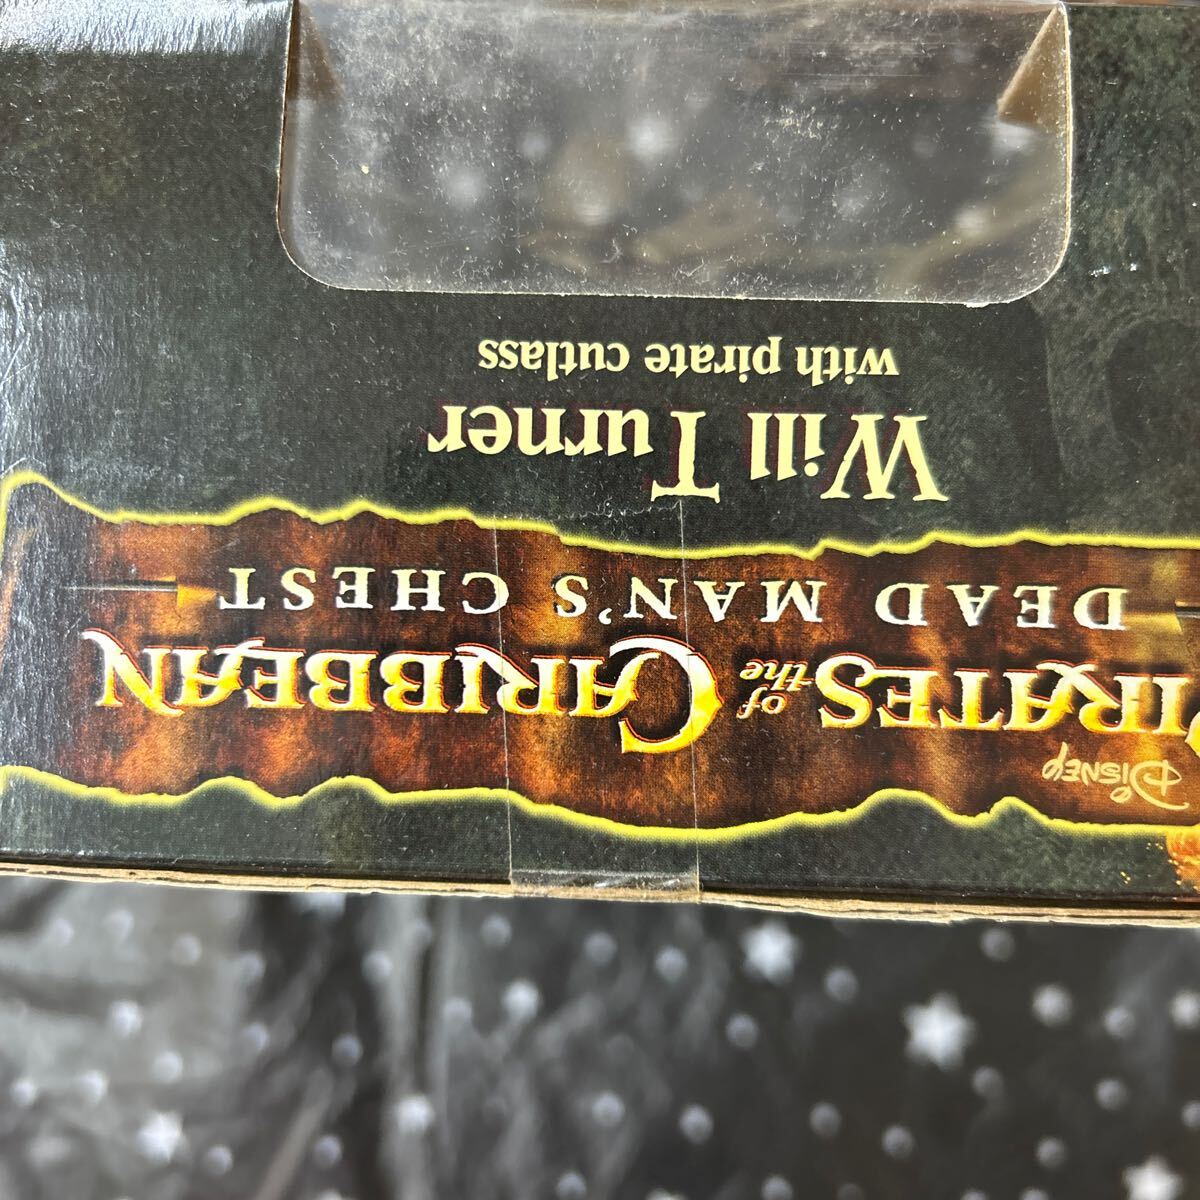 Disney
PIRATES of the CARIBBEAN
DEAD MAN'S CHEST
Will Turner
with pirate cutlass